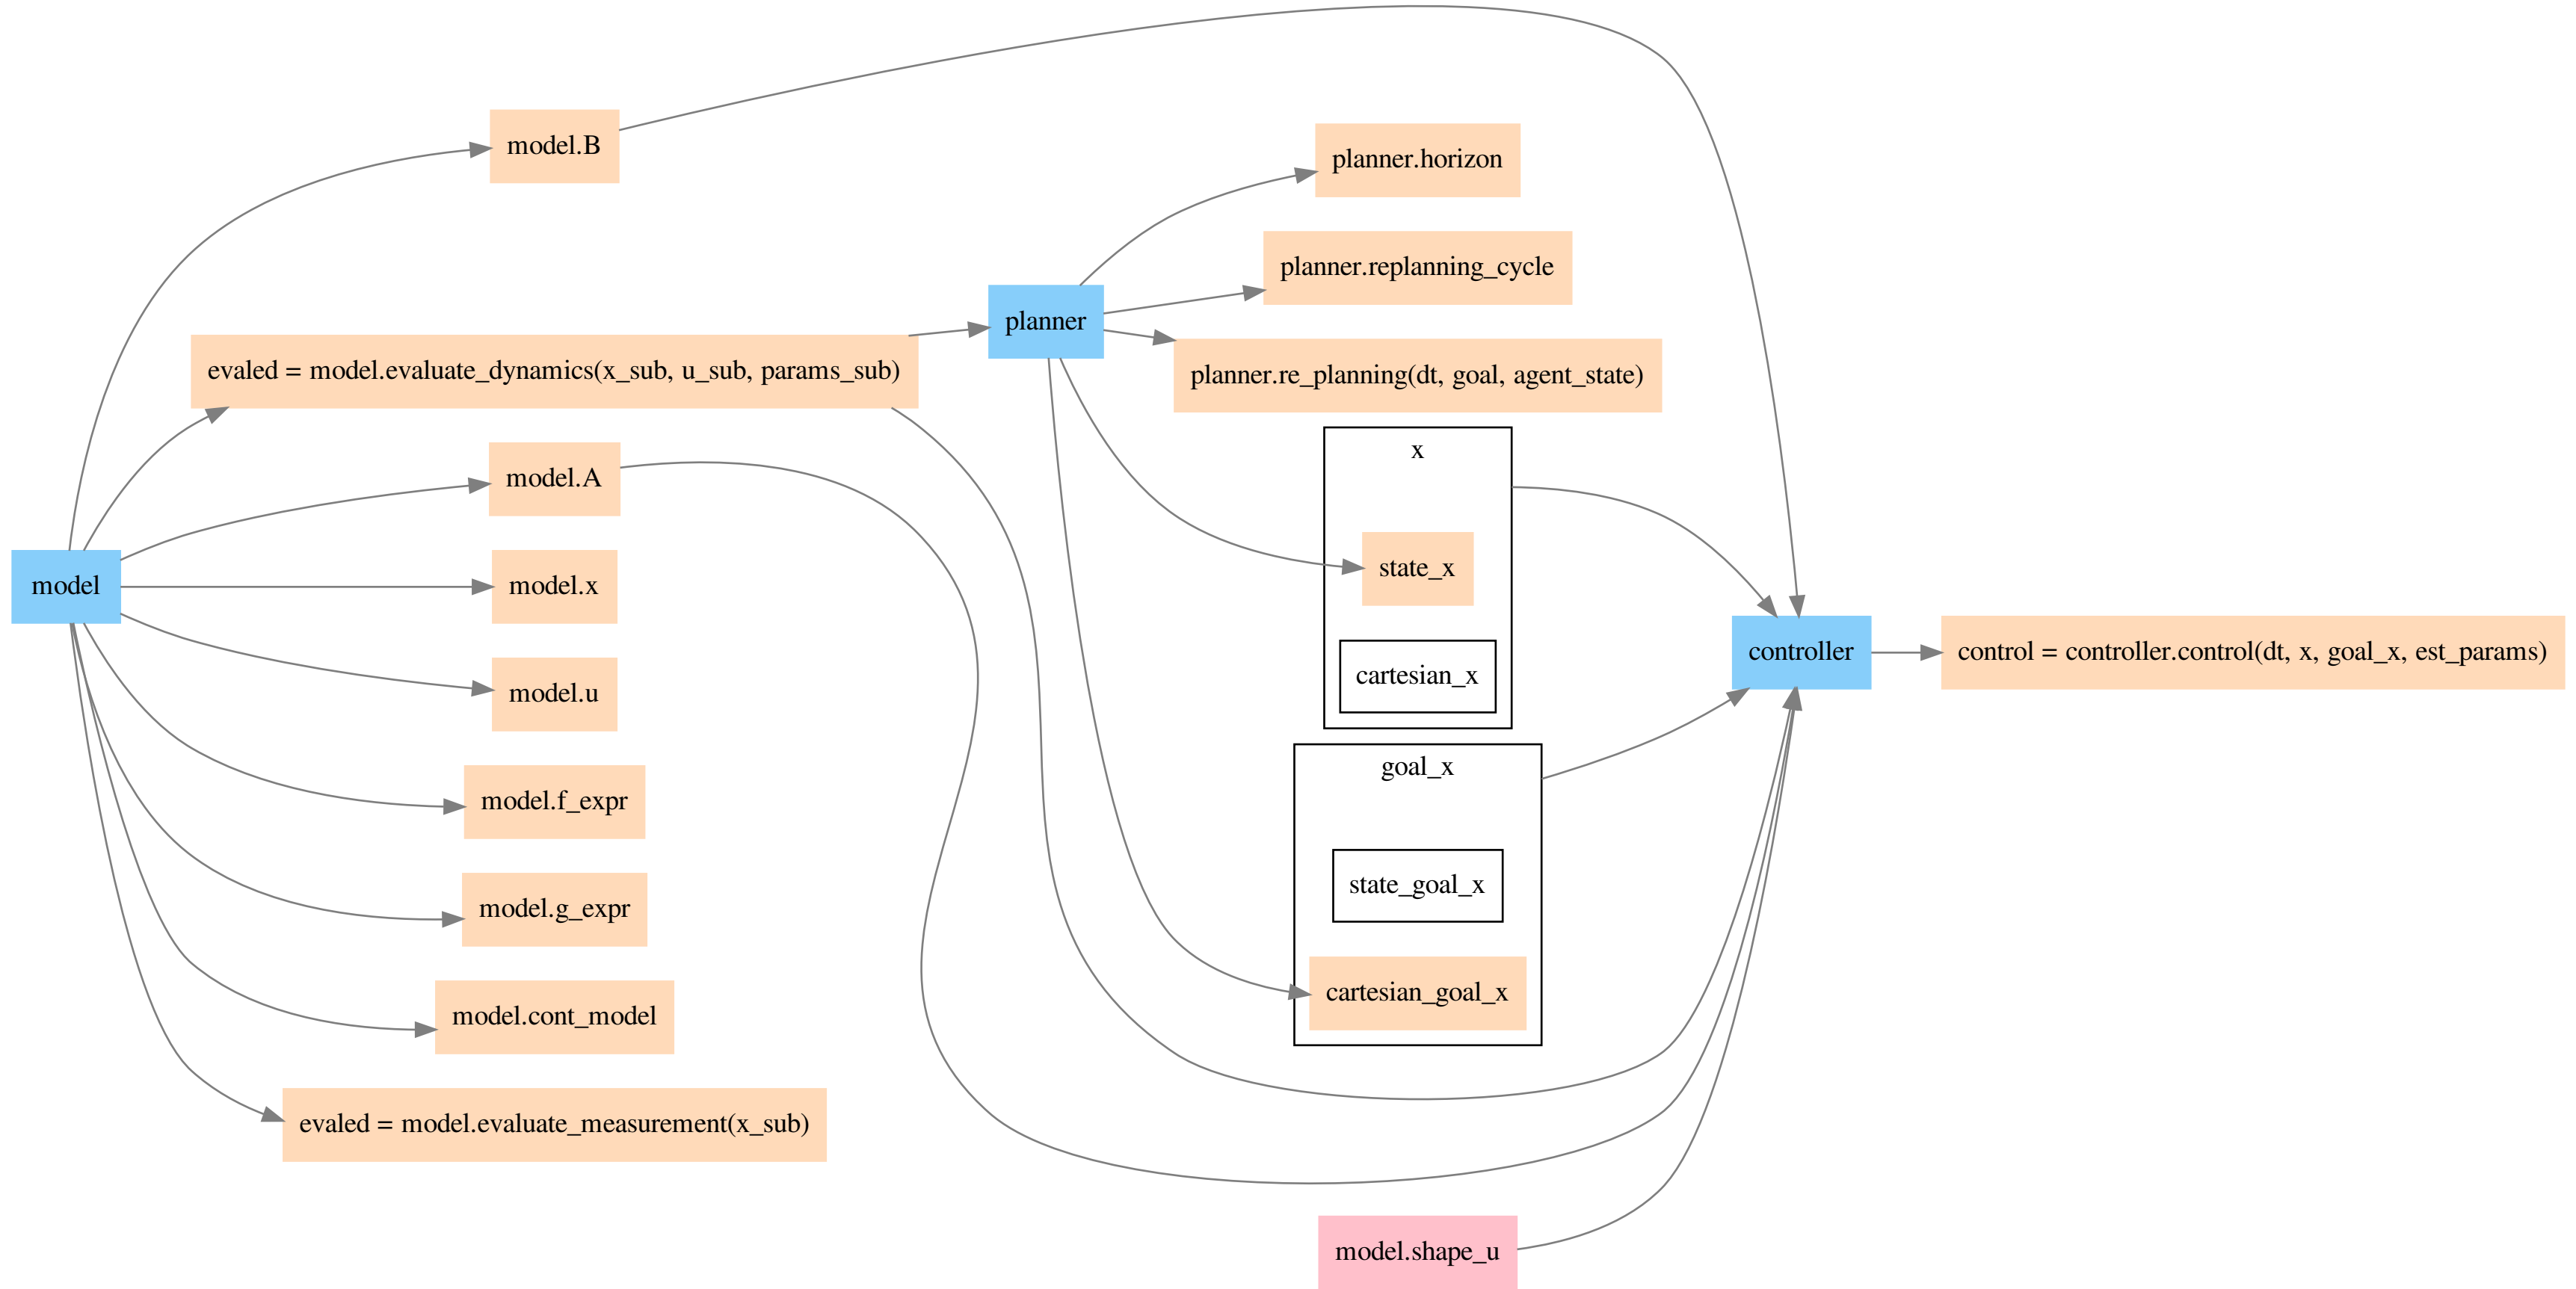 model
model.B
evaled = model.evaluate_dynamics(x_sub, u_sub, params_sub)
model.A
model.x
model.u
model.f_expr
model.g_expr
model.cont_model
evaled = model.evaluate_measurement(x_sub)
planner
planner.horizon
planner.replanning_cycle
planner.re_planning(dt, goal, agent_state)
x
state_x
cartesian_x
goal_x
state_goal_x
cartesian_goal_x
model.shape_u
controller
control = controller.control(dt, x, goal_x, est_params)